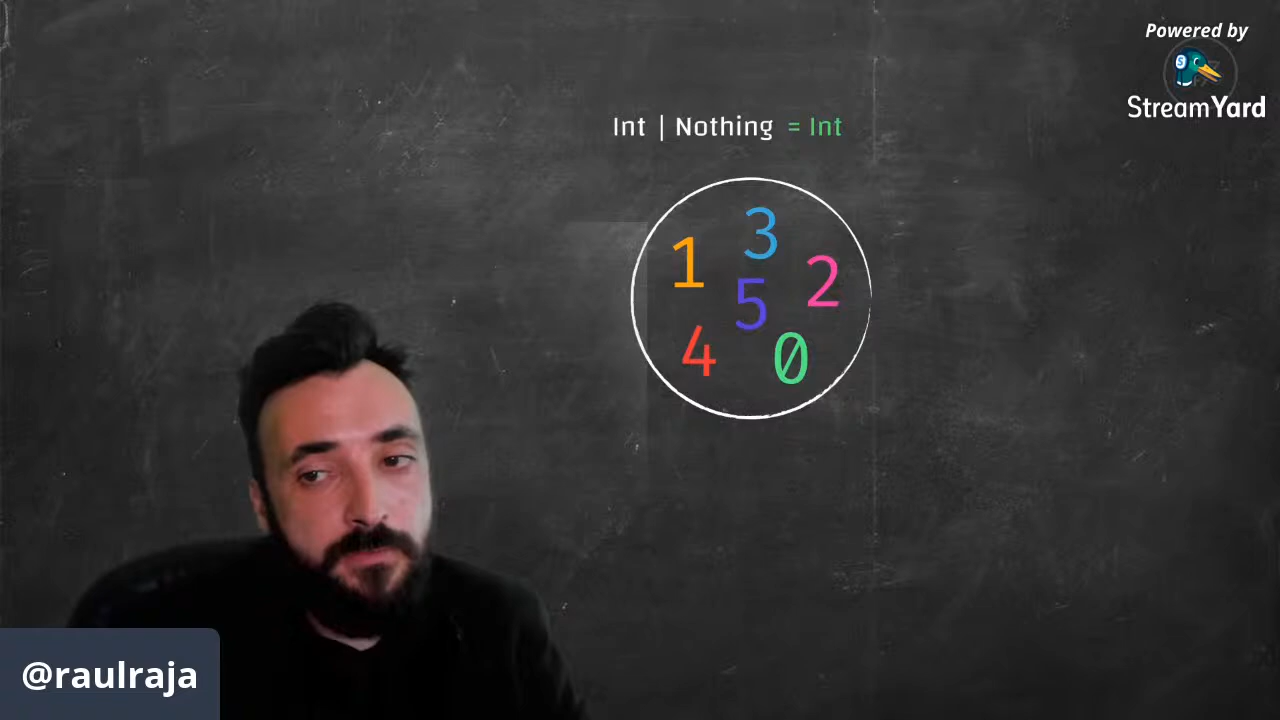 Powered by
StreamYard
Int | Nothing = Int
3
1
2
5
4
0
@raulraja